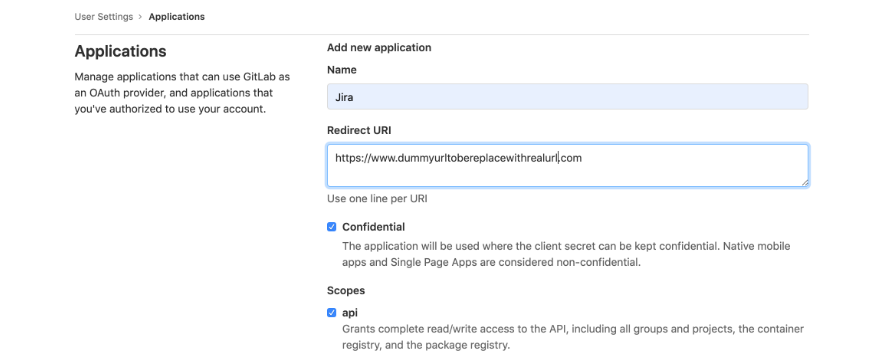 User Settings > Applications
Applications
Manage applications that can use GitLab as
an OAuth provider, and applications that
you've authorized to use your account.
Add new application
Name
Jira
Redirect URI
https://www.dummyurltobereplacewithrealurl.com
Use one line per URI
Confidential
The application will be used where the client secret can be kept confidential. Native mobile
apps and Single Page Apps are considered non-confidential.
Scopes
api
Grants complete read/write access to the API, including all groups and projects, the container
registry, and the package registry.